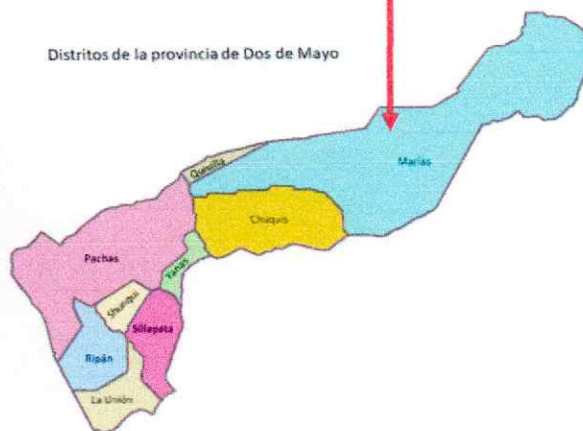 Distritos de la provincia de Dos de Mayo
Quivilla
Marías
Chuquis
Pachas
Yanas
Shunqui
Sillapata
Ripán
La Unión